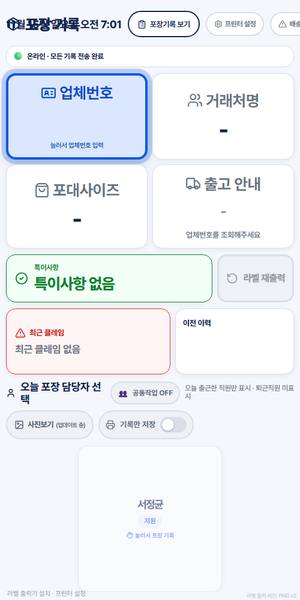 포장기록
오전 7:01
포장기록 보기
프린터 설정
온라인 · 모든 기록 전송 완료
업체번호
눌러서 업체번호 입력
거래처명
-
포대사이즈
-
출고 안내
-
업체번호를 조회해주세요
특이사항
특이사항 없음
라벨 재출력
최근 클레임
최근 클레임 없음
이전 이력
오늘 포장 담당자 선
택
공동작업 OFF
오늘 출근한 직원만 표시 · 퇴근직원 미표
시
사진보기 (업데이트 중)
기록만 저장
서정균
직원
눌러서 포장 기록
라벨 출력기 설치 · 프린터 설정